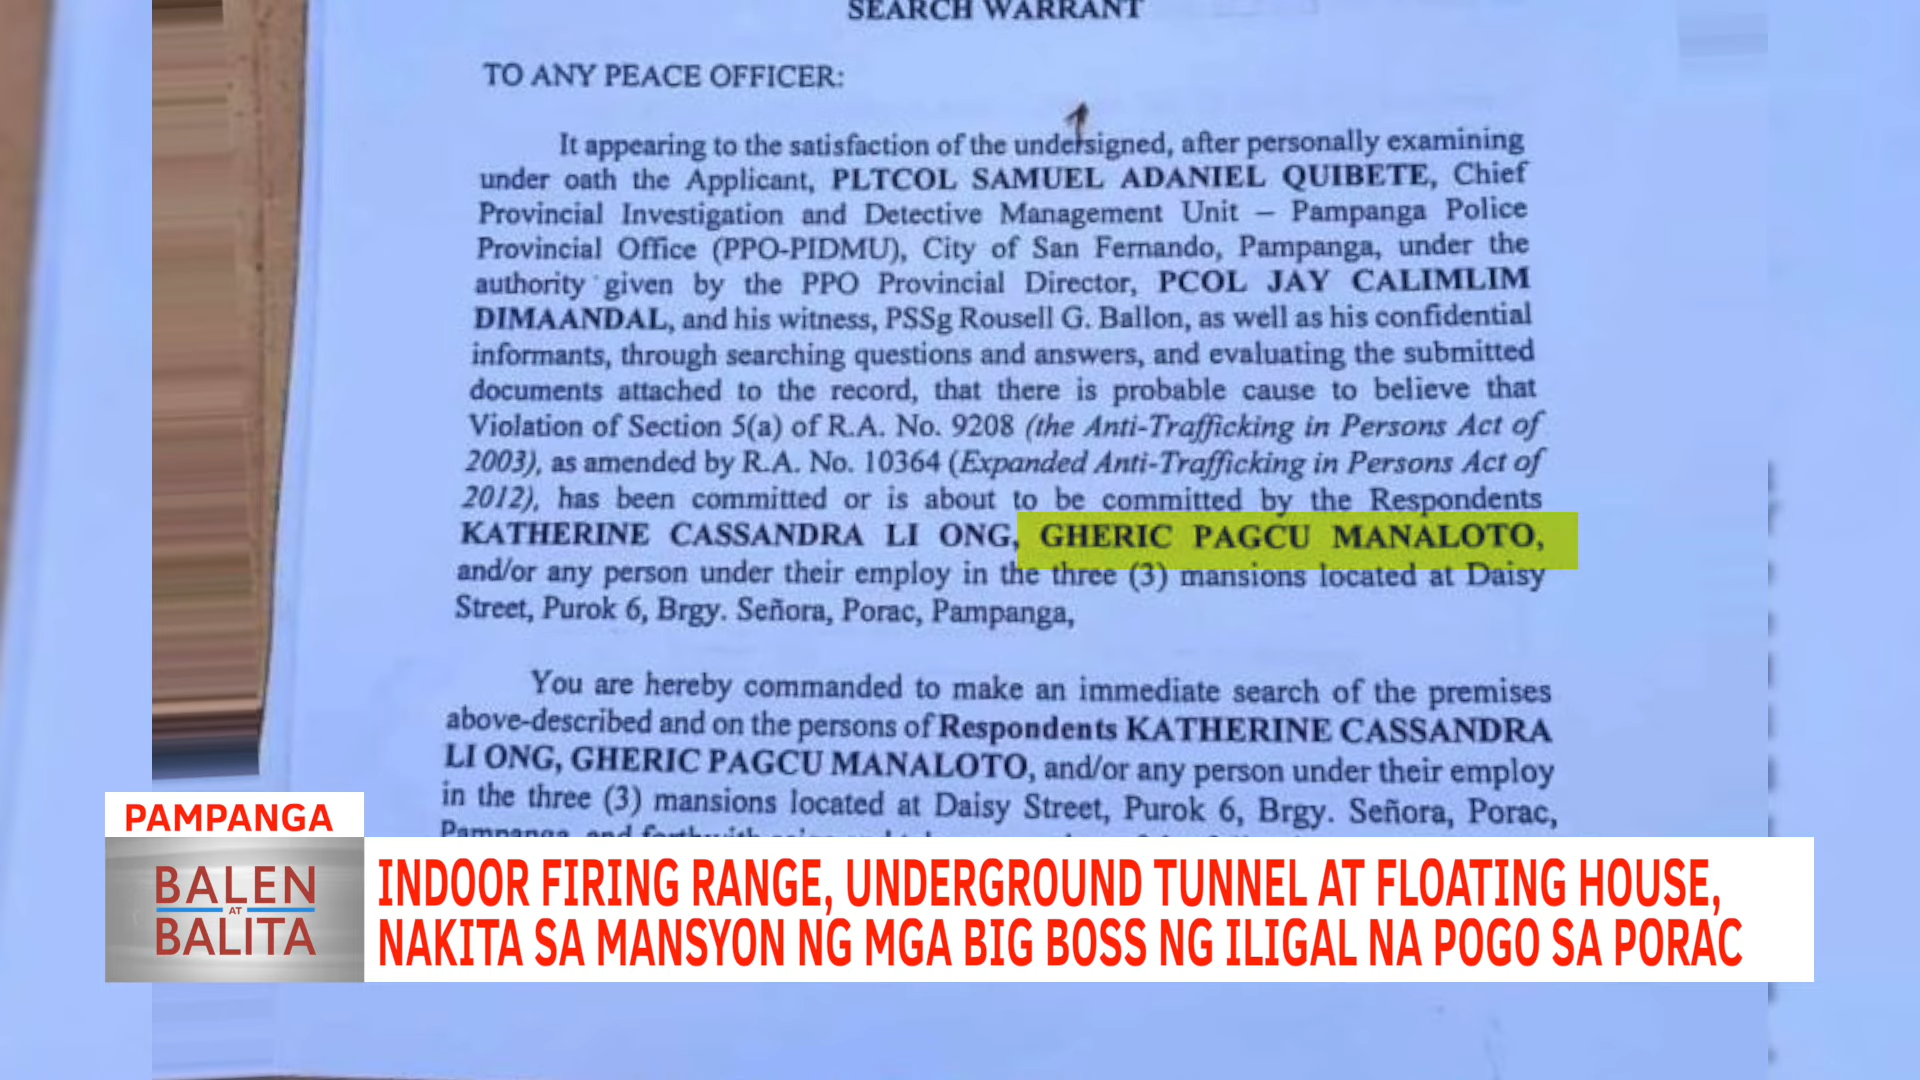 SEARCH WARRANT
TO ANY PEACE OFFICER:
It appearing to the satisfaction of the undersigned, after personally examining
under oath the Applicant, PLTCOL SAMUEL ADANIEL QUIBETE, Chief
Provincial Investigation and Detective Management Unit – Pampanga Police
Provincial Office (PPO-PIDMU), City of San Fernando, Pampanga, under the
authority given by the PPO Provincial Director, PCOL JAY CALIMLIM
DIMAANDAL, and his witness, PSSg Rousell G. Ballon, as well as his confidential
informants, through searching questions and answers, and evaluating the submitted
documents attached to the record, that there is probable cause to believe that
Violation of Section 5(a) of R.A. No. 9208 (the Anti-Trafficking in Persons Act of
2003), as amended by R.A. No. 10364 (Expanded Anti-Trafficking in Persons Act of
2012), has been committed or is about to be committed by the Respondents
KATHERINE CASSANDRA LI ONG, GHERIC PAGCU MANALOTO,
and/or any person under their employ in the three (3) mansions located at Daisy
Street, Purok 6, Brgy. Señora, Porac, Pampanga,
You are hereby commanded to make an immediate search of the premises
above-described and on the persons of Respondents KATHERINE CASSANDRA
LI ONG, GHERIC PAGCU MANALOTO, and/or any person under their employ
in the three (3) mansions located at Daisy Street, Purok 6, Brgy. Señora, Porac,
Pampanga, and forthwith
PAMPANGA
BALEN
AT
BALITA
INDOOR FIRING RANGE, UNDERGROUND TUNNEL AT FLOATING HOUSE,
NAKITA SA MANSYON NG MGA BIG BOSS NG ILIGAL NA POGO SA PORAC